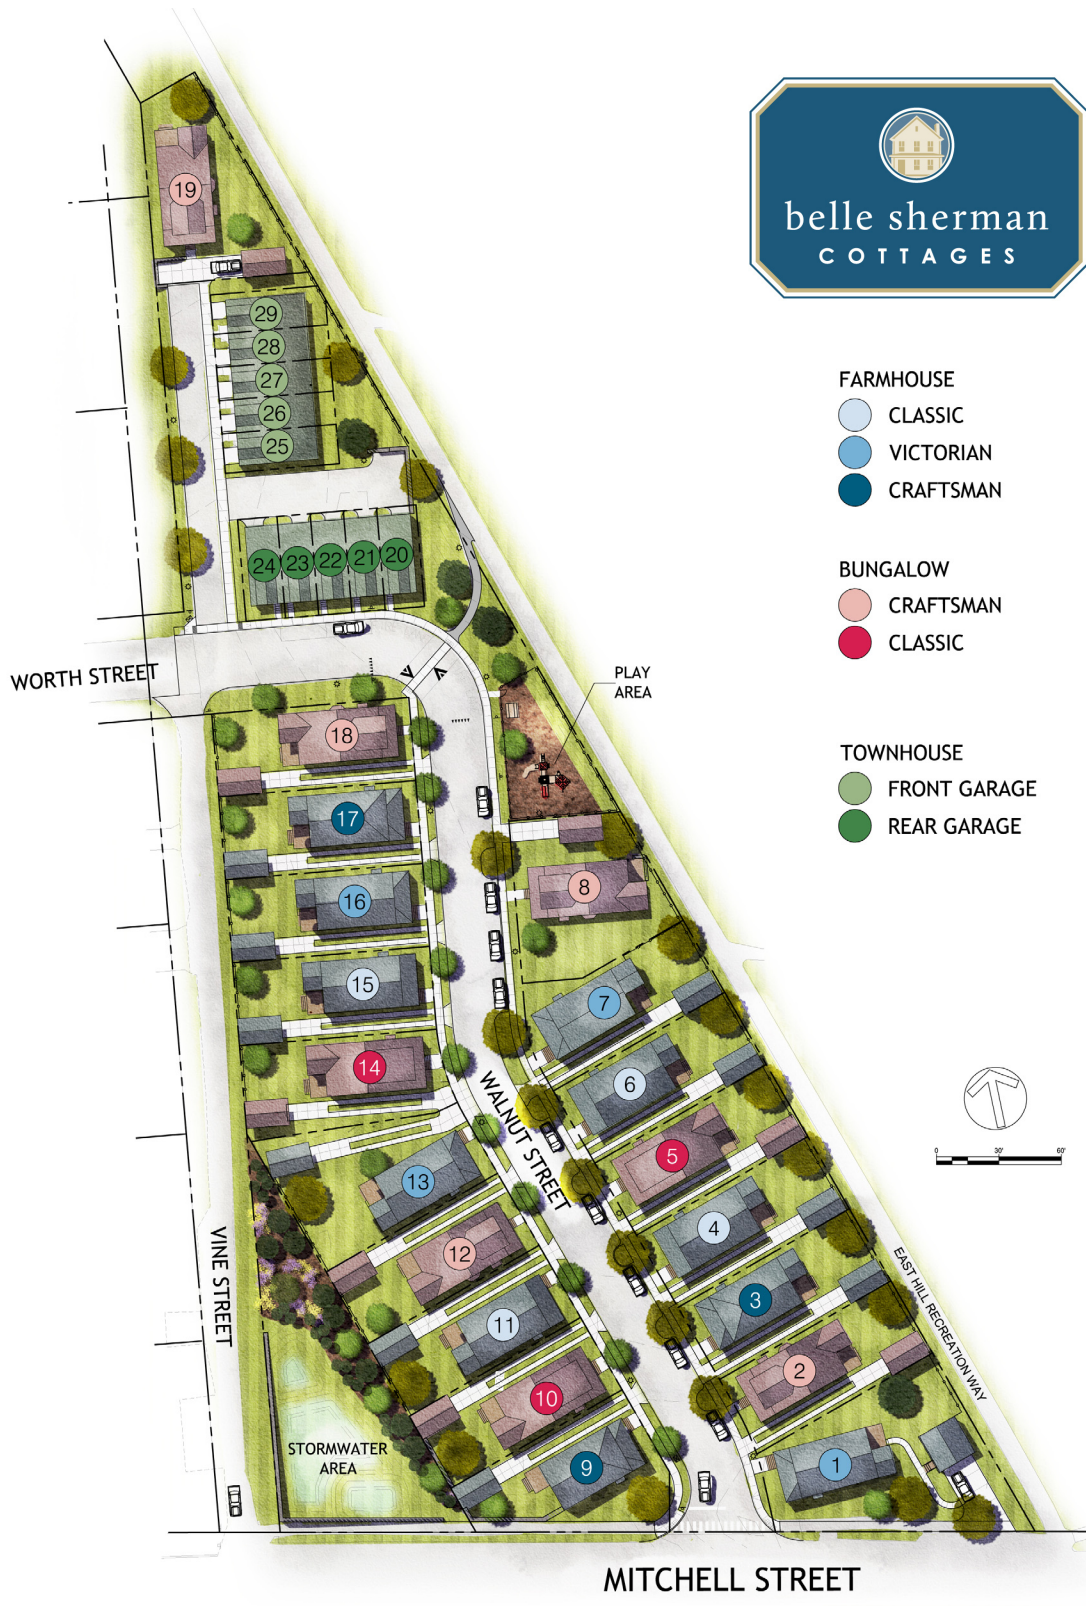 belle sherman
COTTAGES
FARMHOUSE
CLASSIC
VICTORIAN
CRAFTSMAN
BUNGALOW
CRAFTSMAN
CLASSIC
TOWNHOUSE
FRONT GARAGE
REAR GARAGE
19
29
28
27
26
25
24 23 22 21 20
WORTH STREET
PLAY
AREA
18
17
16
15
14
13
12
11
10
9
8
7
6
5
4
3
2
1
WALNUT STREET
VINE STREET
EAST HILL RECREATION WAY
0 30' 60'
STORMWATER
AREA
MITCHELL STREET